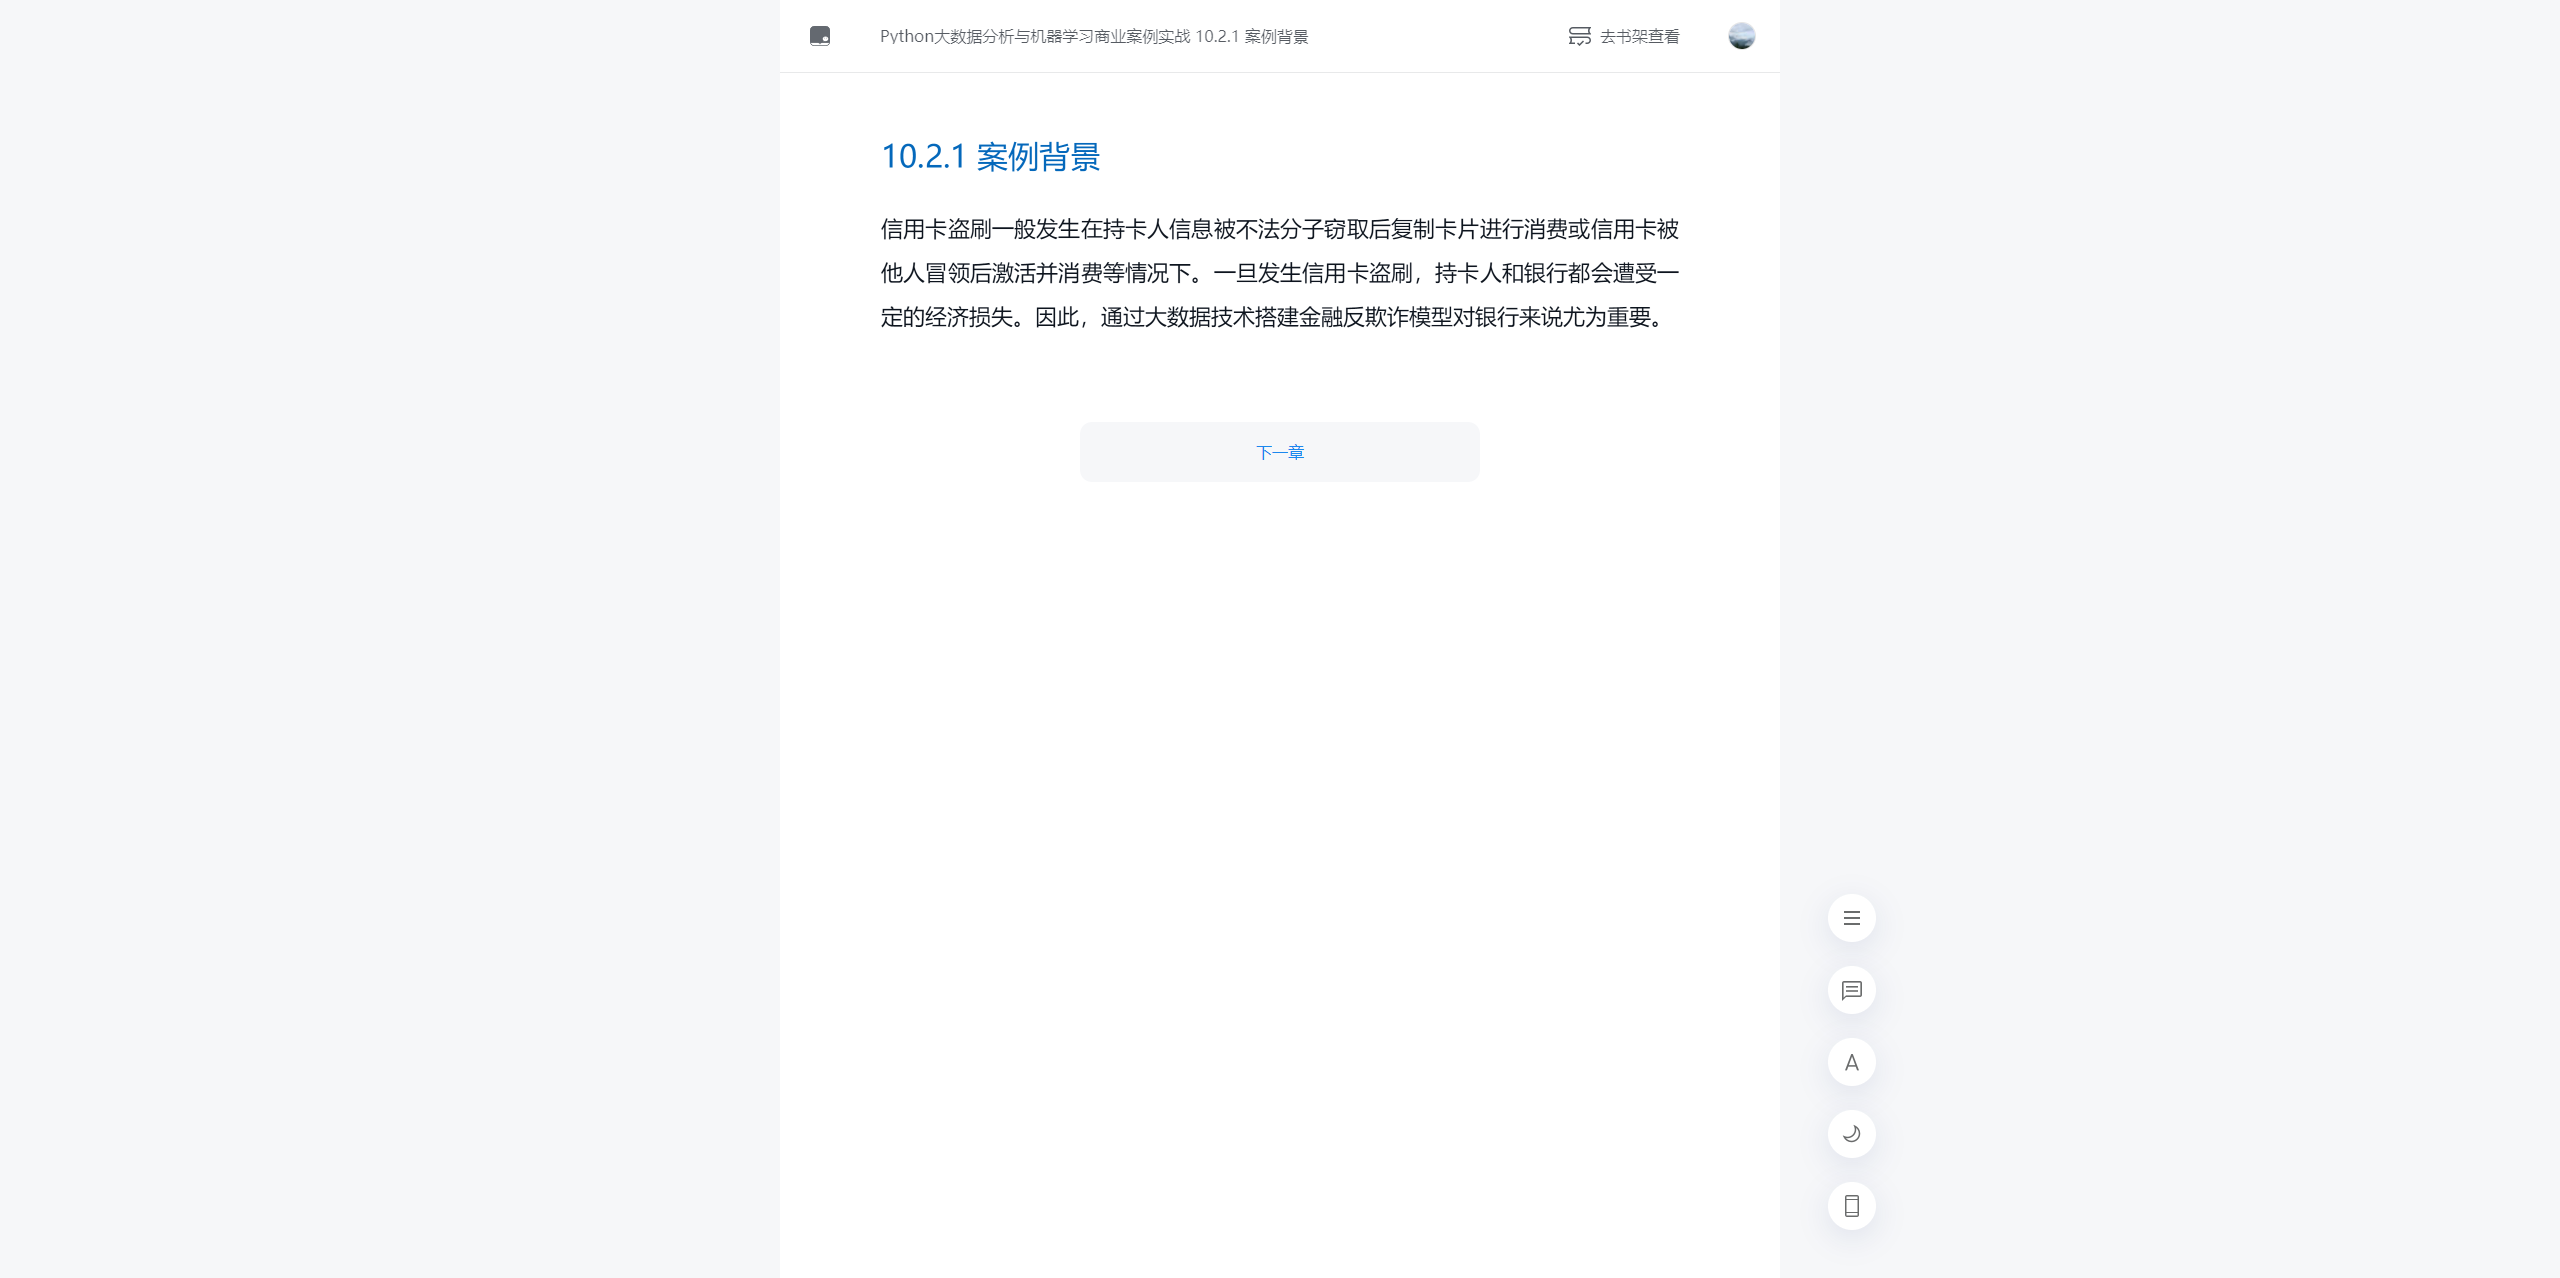 Python大数据分析与机器学习商业案例实战 10.2.1 案例背景
去书架查看
10.2.1 案例背景
信用卡盗刷一般发生在持卡人信息被不法分子窃取后复制卡片进行消费或信用卡被
他人冒领后激活并消费等情况下。一旦发生信用卡盗刷，持卡人和银行都会遭受一
定的经济损失。因此，通过大数据技术搭建金融反欺诈模型对银行来说尤为重要。
下一章
A